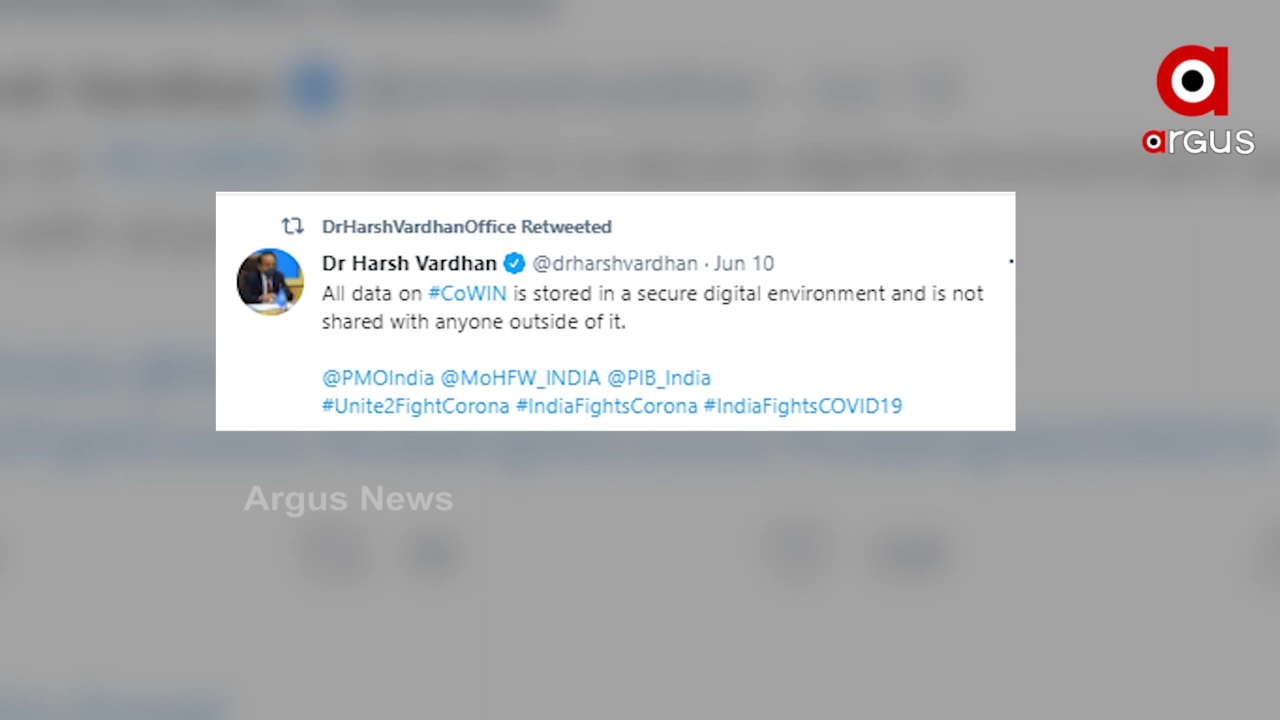 argus
DrHarshVardhanOffice Retweeted
Dr Harsh Vardhan @drharshvardhan · Jun 10
All data on #CoWIN is stored in a secure digital environment and is not
shared with anyone outside of it.
@PMOIndia @MoHFW_INDIA @PIB_India
#Unite2FightCorona #IndiaFightsCorona #IndiaFightsCOVID19
Argus News